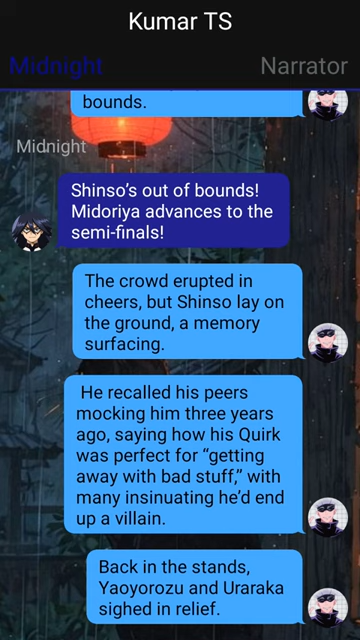 Kumar TS
Midnight
Narrator
bounds.
Midnight
Shinso's out of bounds!
Midoriya advances to the
semi-finals!
The crowd erupted in
cheers, but Shinso lay on
the ground, a memory
surfacing.
He recalled his peers
mocking him three years
ago, saying how his Quirk
was perfect for “getting
away with bad stuff,” with
many insinuating he’d end
up a villain.
Back in the stands,
Yaoyorozu and Uraraka
sighed in relief.